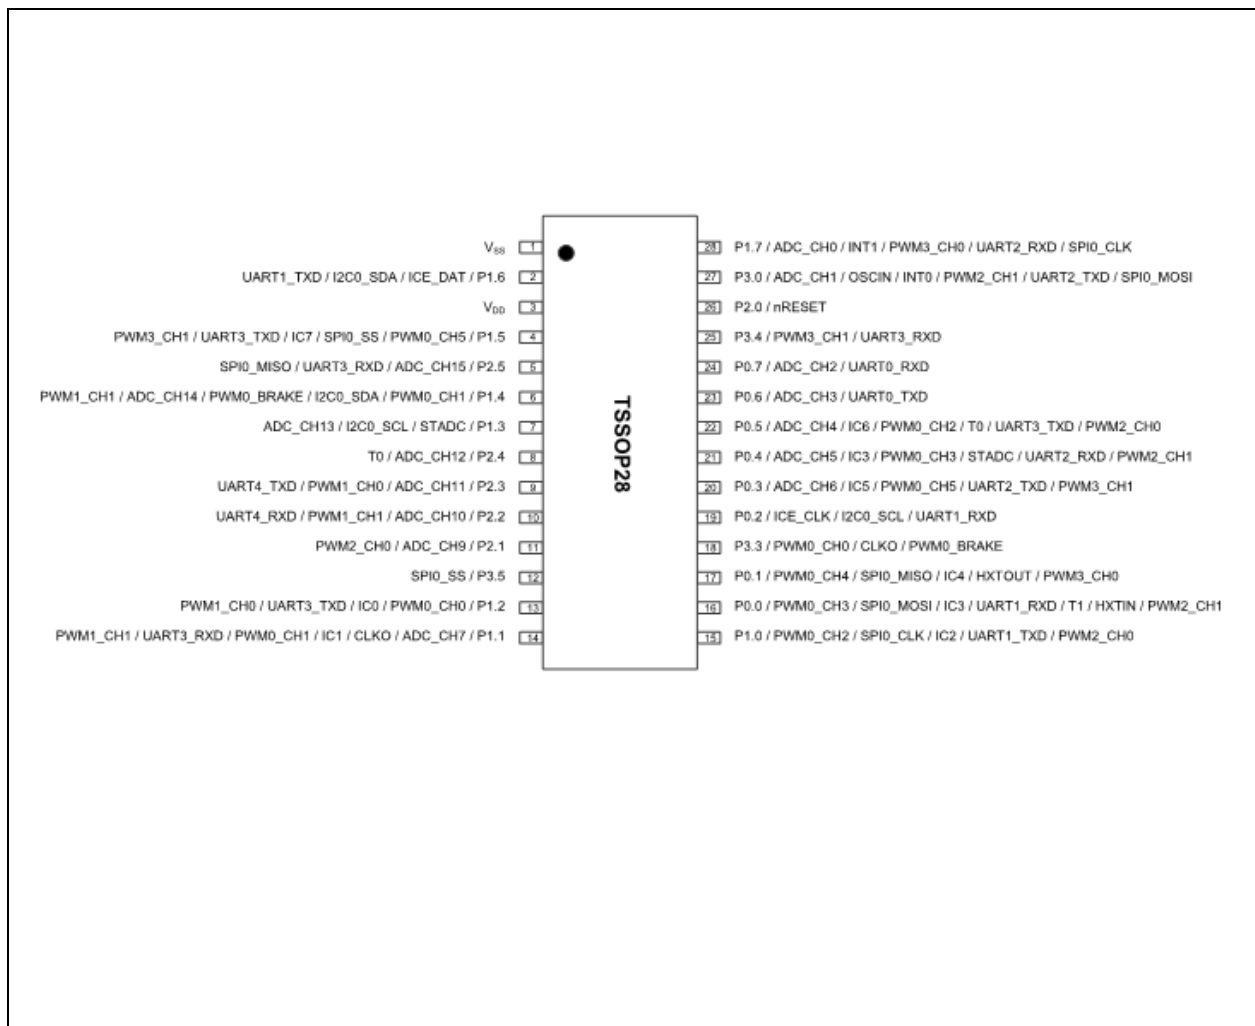 V_SS 1
UART1_TXD / I2C0_SDA / ICE_DAT / P1.6 2
V_DD 3
PWM3_CH1 / UART3_TXD / IC7 / SPI0_SS / PWM0_CH5 / P1.5 4
SPI0_MISO / UART3_RXD / ADC_CH15 / P2.5 5
PWM1_CH1 / ADC_CH14 / PWM0_BRAKE / I2C0_SDA / PWM0_CH1 / P1.4 6
ADC_CH13 / I2C0_SCL / STADC / P1.3 7
T0 / ADC_CH12 / P2.4 8
UART4_TXD / PWM1_CH0 / ADC_CH11 / P2.3 9
UART4_RXD / PWM1_CH1 / ADC_CH10 / P2.2 10
PWM2_CH0 / ADC_CH9 / P2.1 11
SPI0_SS / P3.5 12
PWM1_CH0 / UART3_TXD / IC0 / PWM0_CH0 / P1.2 13
PWM1_CH1 / UART3_RXD / PWM0_CH1 / IC1 / CLKO / ADC_CH7 / P1.1 14
TSSOP28
28 P1.7 / ADC_CH0 / INT1 / PWM3_CH0 / UART2_RXD / SPI0_CLK
27 P3.0 / ADC_CH1 / OSCIN / INT0 / PWM2_CH1 / UART2_TXD / SPI0_MOSI
26 P2.0 / nRESET
25 P3.4 / PWM3_CH1 / UART3_RXD
24 P0.7 / ADC_CH2 / UART0_RXD
23 P0.6 / ADC_CH3 / UART0_TXD
22 P0.5 / ADC_CH4 / IC6 / PWM0_CH2 / T0 / UART3_TXD / PWM2_CH0
21 P0.4 / ADC_CH5 / IC3 / PWM0_CH3 / STADC / UART2_RXD / PWM2_CH1
20 P0.3 / ADC_CH6 / IC5 / PWM0_CH5 / UART2_TXD / PWM3_CH1
19 P0.2 / ICE_CLK / I2C0_SCL / UART1_RXD
18 P3.3 / PWM0_CH0 / CLKO / PWM0_BRAKE
17 P0.1 / PWM0_CH4 / SPI0_MISO / IC4 / HXTOUT / PWM3_CH0
16 P0.0 / PWM0_CH3 / SPI0_MOSI / IC3 / UART1_RXD / T1 / HXTIN / PWM2_CH1
15 P1.0 / PWM0_CH2 / SPI0_CLK / IC2 / UART1_TXD / PWM2_CH0